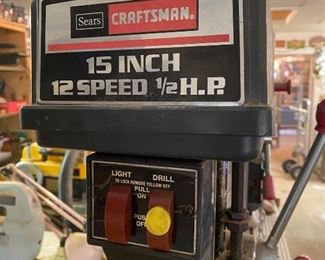 Sears CRAFTSMAN
15 INCH
12 SPEED 1/2 H.P.
LIGHT DRILL
TO LOCK REMOVE YELLOW KEY
PULL
ON
PUSH
OFF